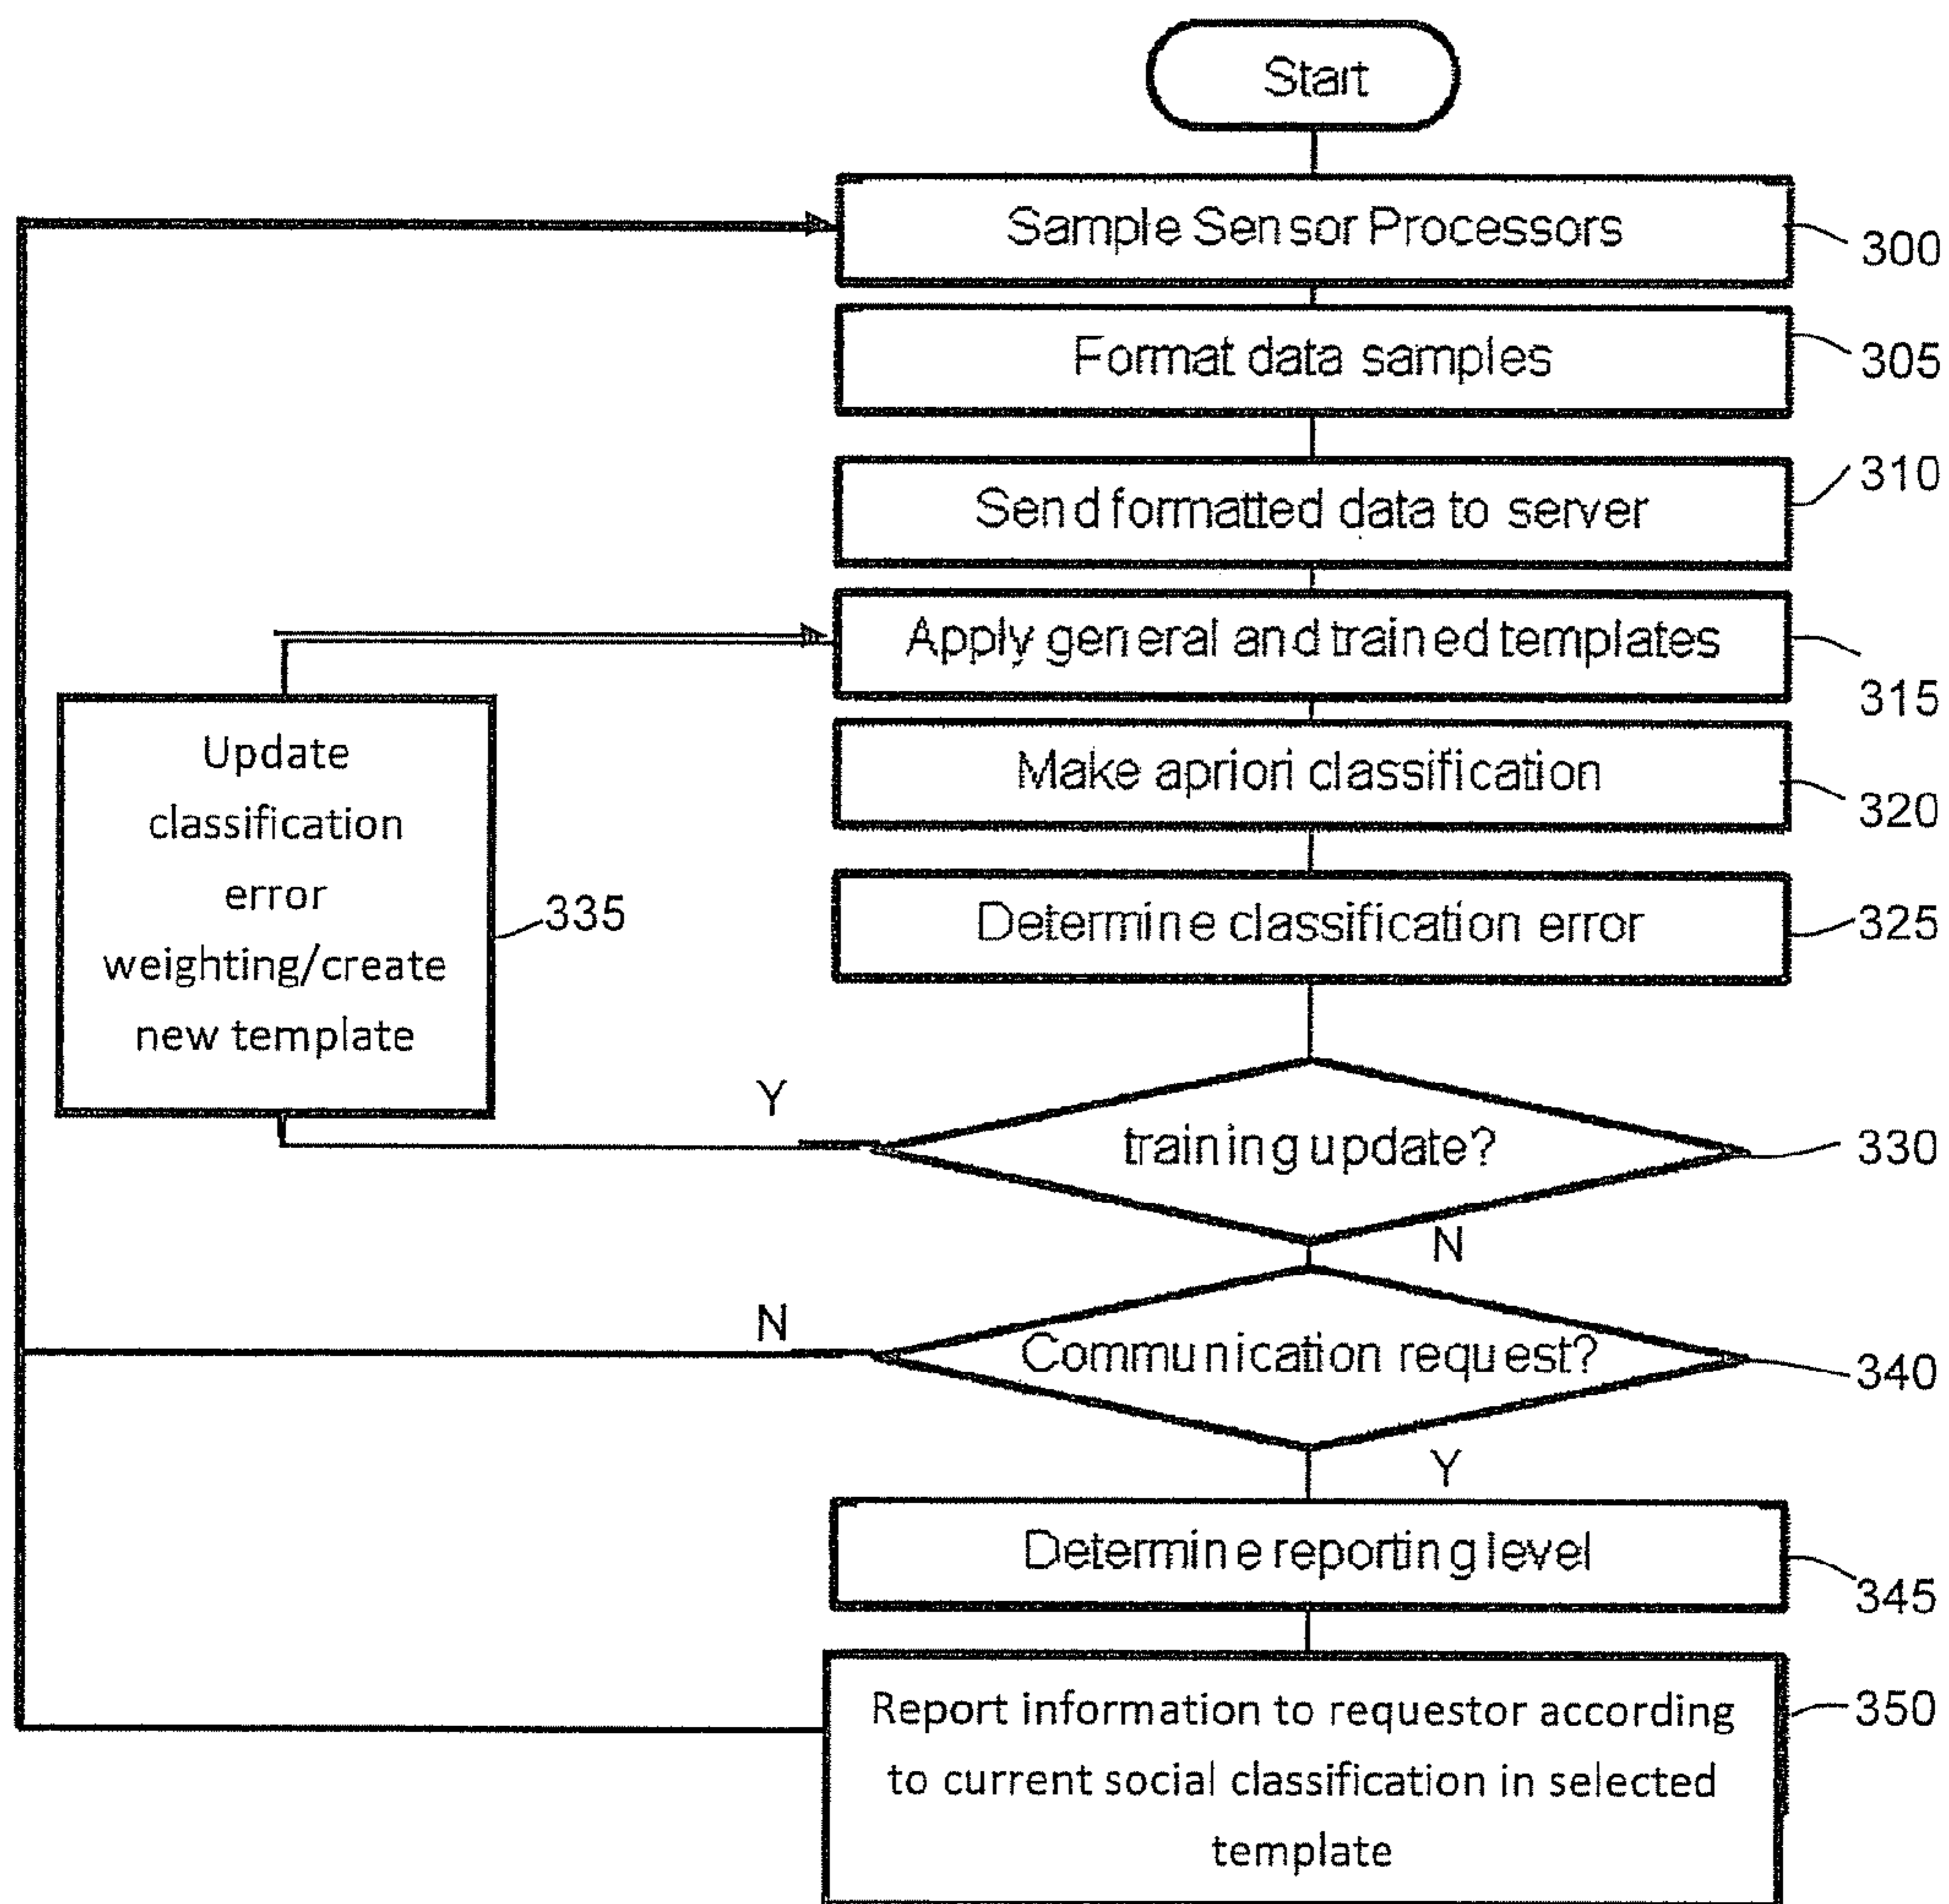 Start
Sample Sensor Processors
300
Format data samples
305
Send formatted data to server
310
Apply general and trained templates
315
Make apriori classification
320
Determine classification error
325
Update
classification
error
weighting/create
new template
335
Y
training update?
330
N
N
Communication request?
340
Y
Determine reporting level
345
Report information to requestor according
to current social classification in selected
template
350